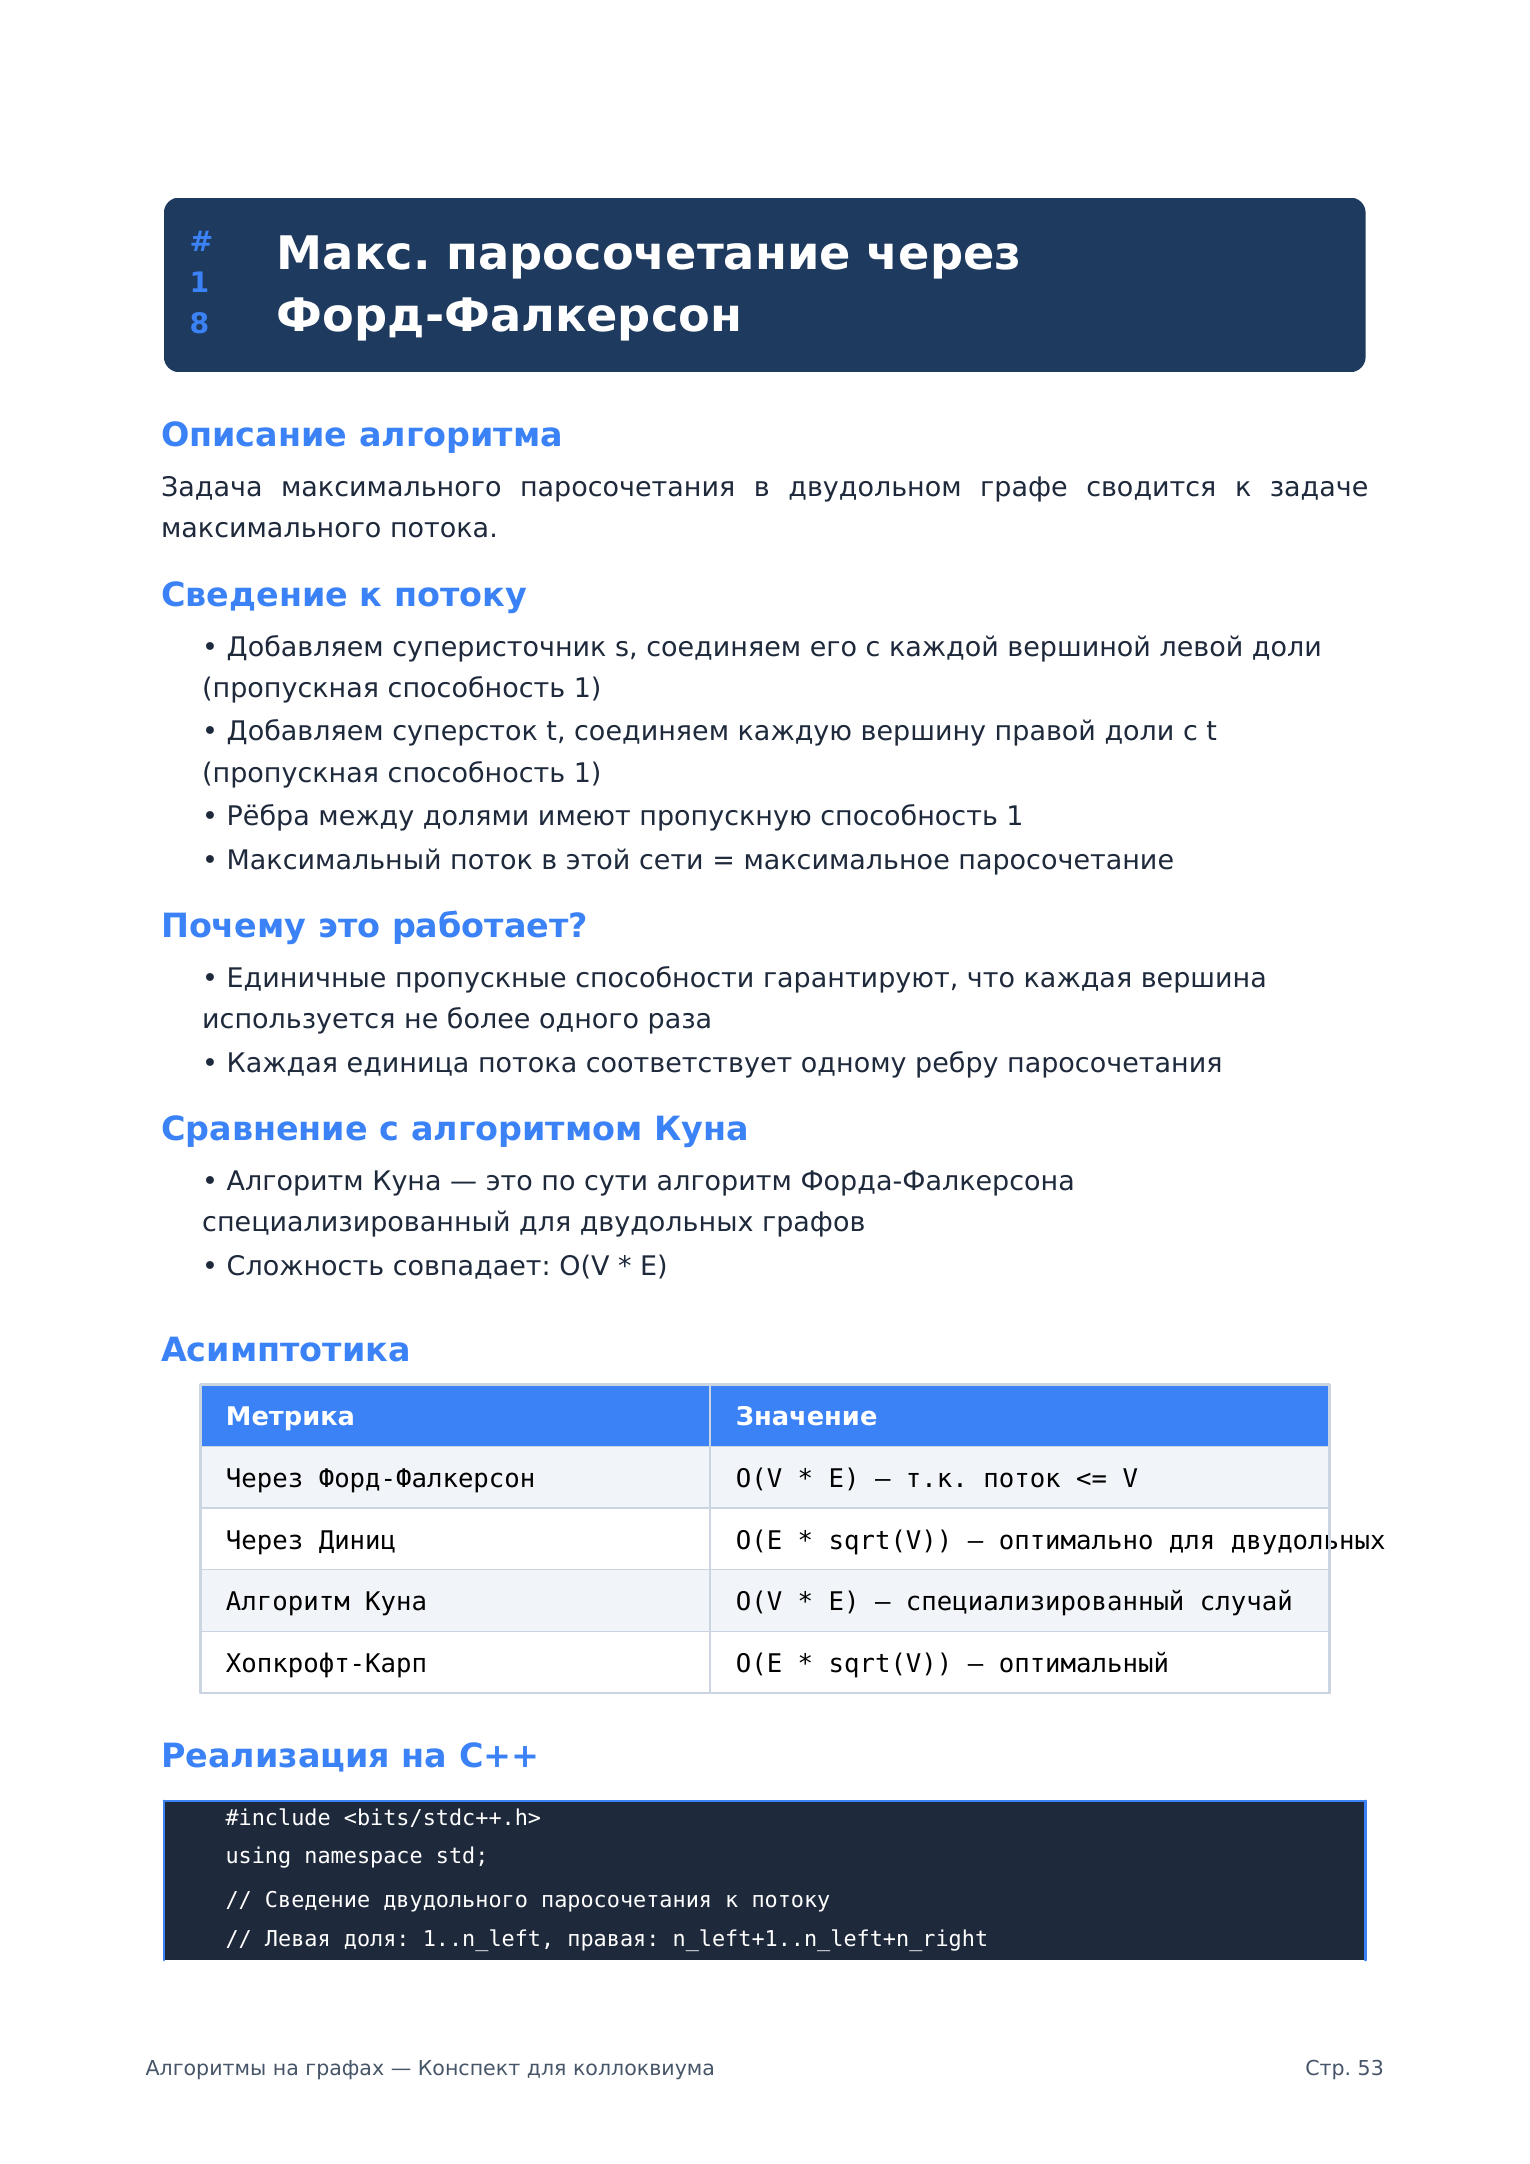 #
1
8
Макс. паросочетание через
Форд-Фалкерсон
Описание алгоритма
Задача максимального паросочетания в двудольном графе сводится к задаче
максимального потока.
Сведение к потоку
• Добавляем суперисточник s, соединяем его с каждой вершиной левой доли
(пропускная способность 1)
• Добавляем суперсток t, соединяем каждую вершину правой доли с t
(пропускная способность 1)
• Рёбра между долями имеют пропускную способность 1
• Максимальный поток в этой сети = максимальное паросочетание
Почему это работает?
• Единичные пропускные способности гарантируют, что каждая вершина
используется не более одного раза
• Каждая единица потока соответствует одному ребру паросочетания
Сравнение с алгоритмом Куна
• Алгоритм Куна — это по сути алгоритм Форда-Фалкерсона
специализированный для двудольных графов
• Сложность совпадает: O(V * E)
Асимптотика
Метрика Значение
Через Форд-Фалкерсон O(V * E) — т.к. поток <= V
Через Диниц O(E * sqrt(V)) — оптимально для двудольных
Алгоритм Куна O(V * E) — специализированный случай
Хопкрофт-Карп O(E * sqrt(V)) — оптимальный
Реализация на C++
#include <bits/stdc++.h>
using namespace std;
// Сведение двудольного паросочетания к потоку
// Левая доля: 1..n_left, правая: n_left+1..n_left+n_right
Алгоритмы на графах — Конспект для коллоквиума Стр. 53